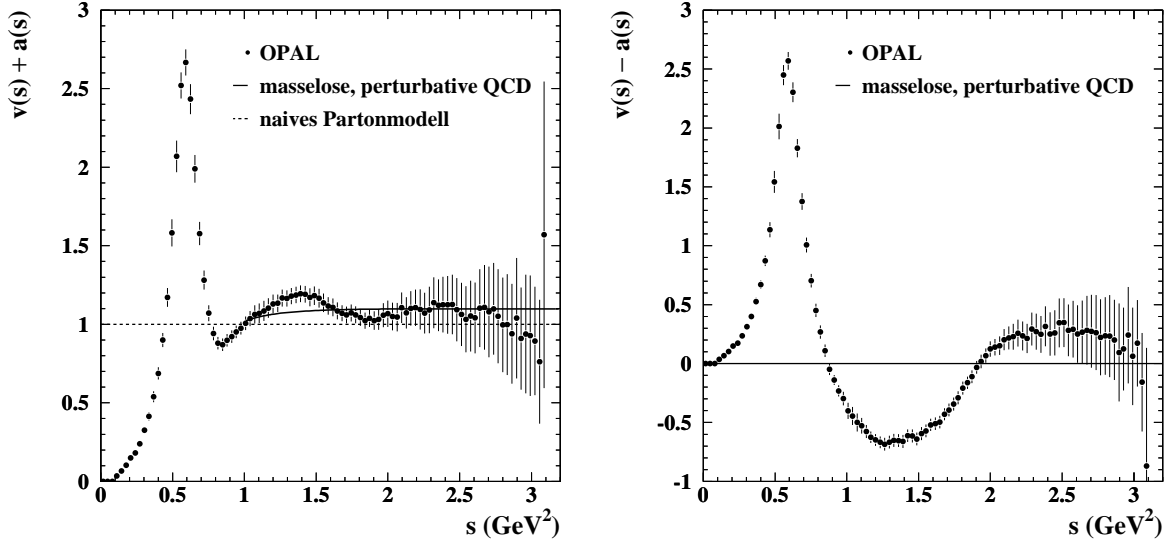 v(s) + a(s)
3
2.5
2
1.5
1
0.5
0
OPAL
masselose, perturbative QCD
naives Partonmodell
0 0.5 1 1.5 2 2.5 3
s (GeV²)
v(s) − a(s)
3
2.5
2
1.5
1
0.5
0
-0.5
-1
OPAL
masselose, perturbative QCD
0 0.5 1 1.5 2 2.5 3
s (GeV²)